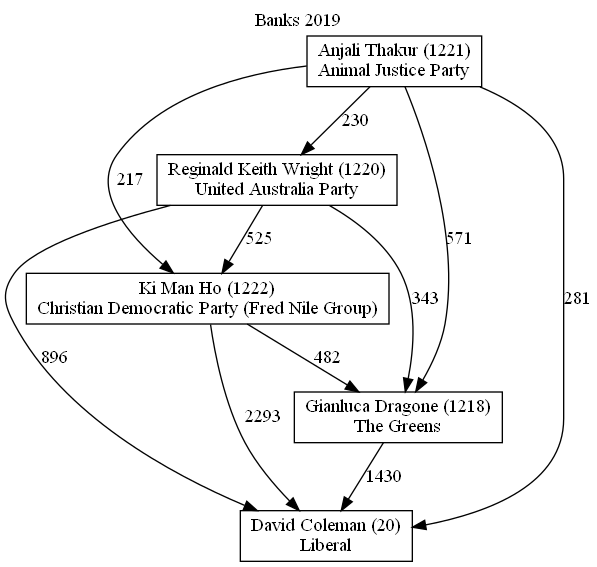 Banks 2019
Anjali Thakur (1221)
Animal Justice Party
230
Reginald Keith Wright (1220)
United Australia Party
217
525
571
Ki Man Ho (1222)
Christian Democratic Party (Fred Nile Group)
343
281
896
482
Gianluca Dragone (1218)
The Greens
2293
1430
David Coleman (20)
Liberal